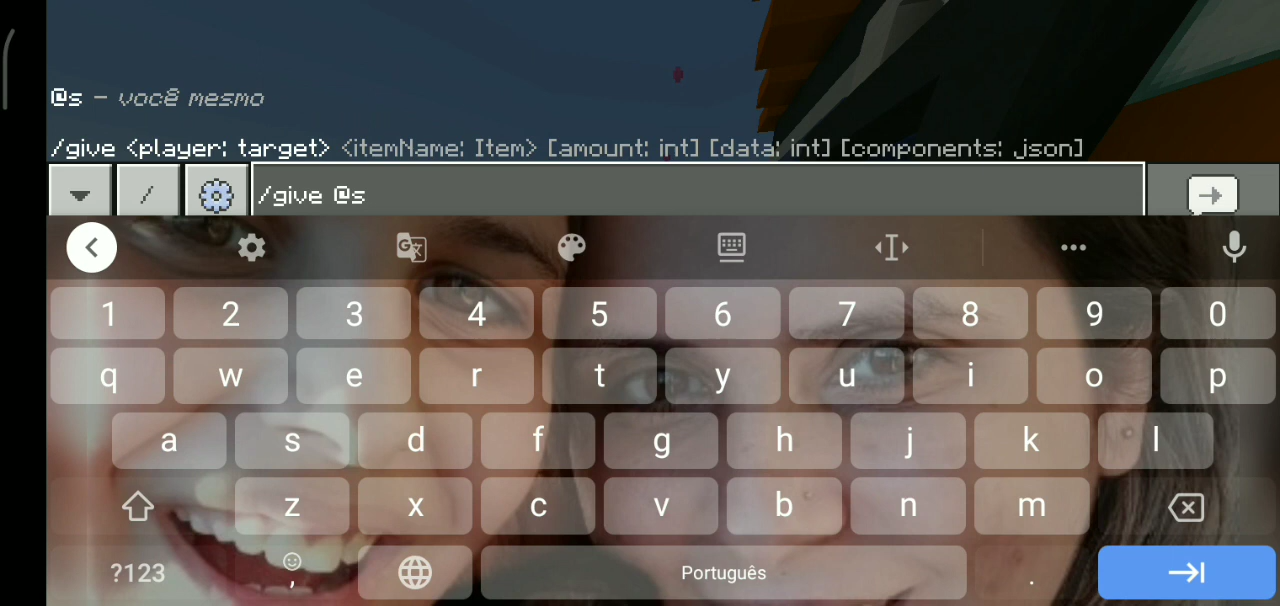 @s - você mesmo
/give <player: target> <itemName: Item> [amount: int] [data: int] [components: json]
/
/give @s
1 2 3 4 5 6 7 8 9 0
q w e r t y u i o p
a s d f g h j k l
z x c v b n m
?123 , Português .